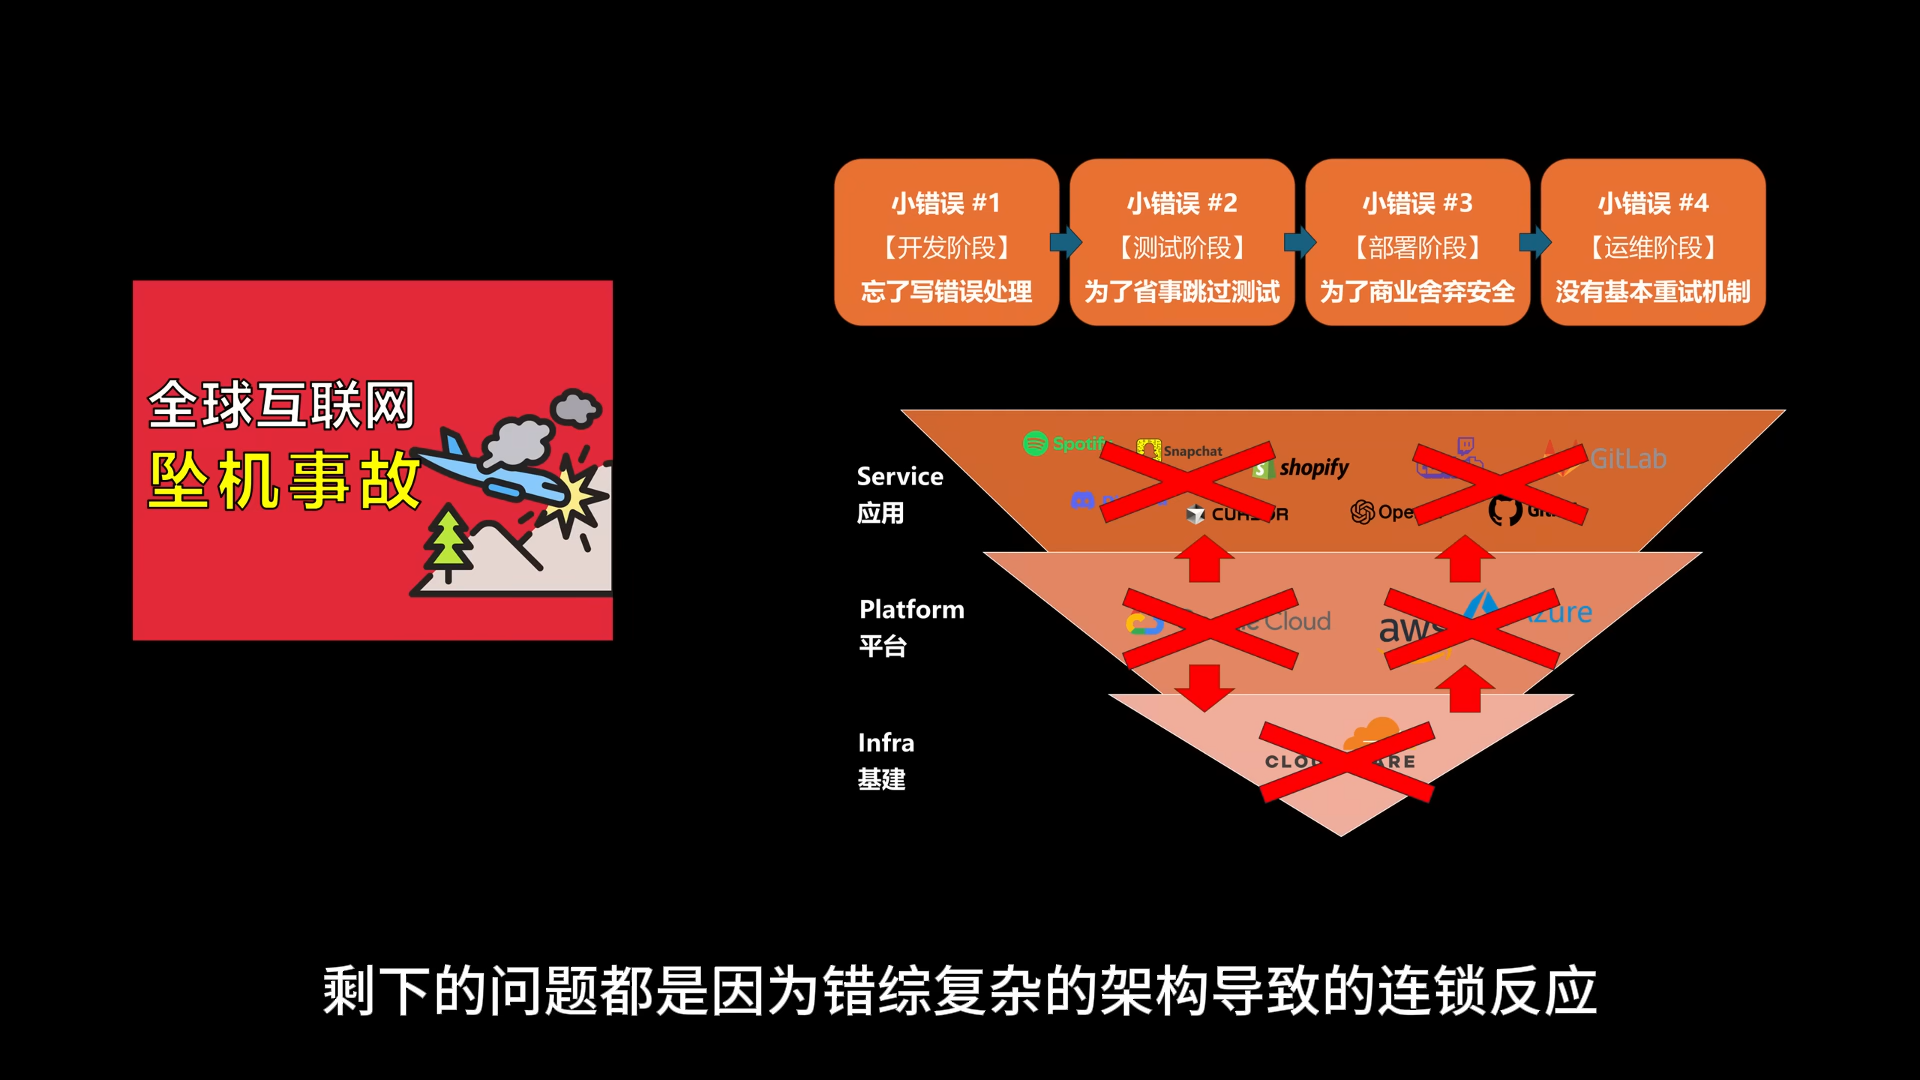 全球互联网
坠机事故
小错误 #1
【开发阶段】
忘了写错误处理
小错误 #2
【测试阶段】
为了省事跳过测试
小错误 #3
【部署阶段】
为了商业舍弃安全
小错误 #4
【运维阶段】
没有基本重试机制
Service
应用
Snapchat
shopify
GitLab
Platform
平台
Cloud
aws
Infra
基建
剩下的问题都是因为错综复杂的架构导致的连锁反应